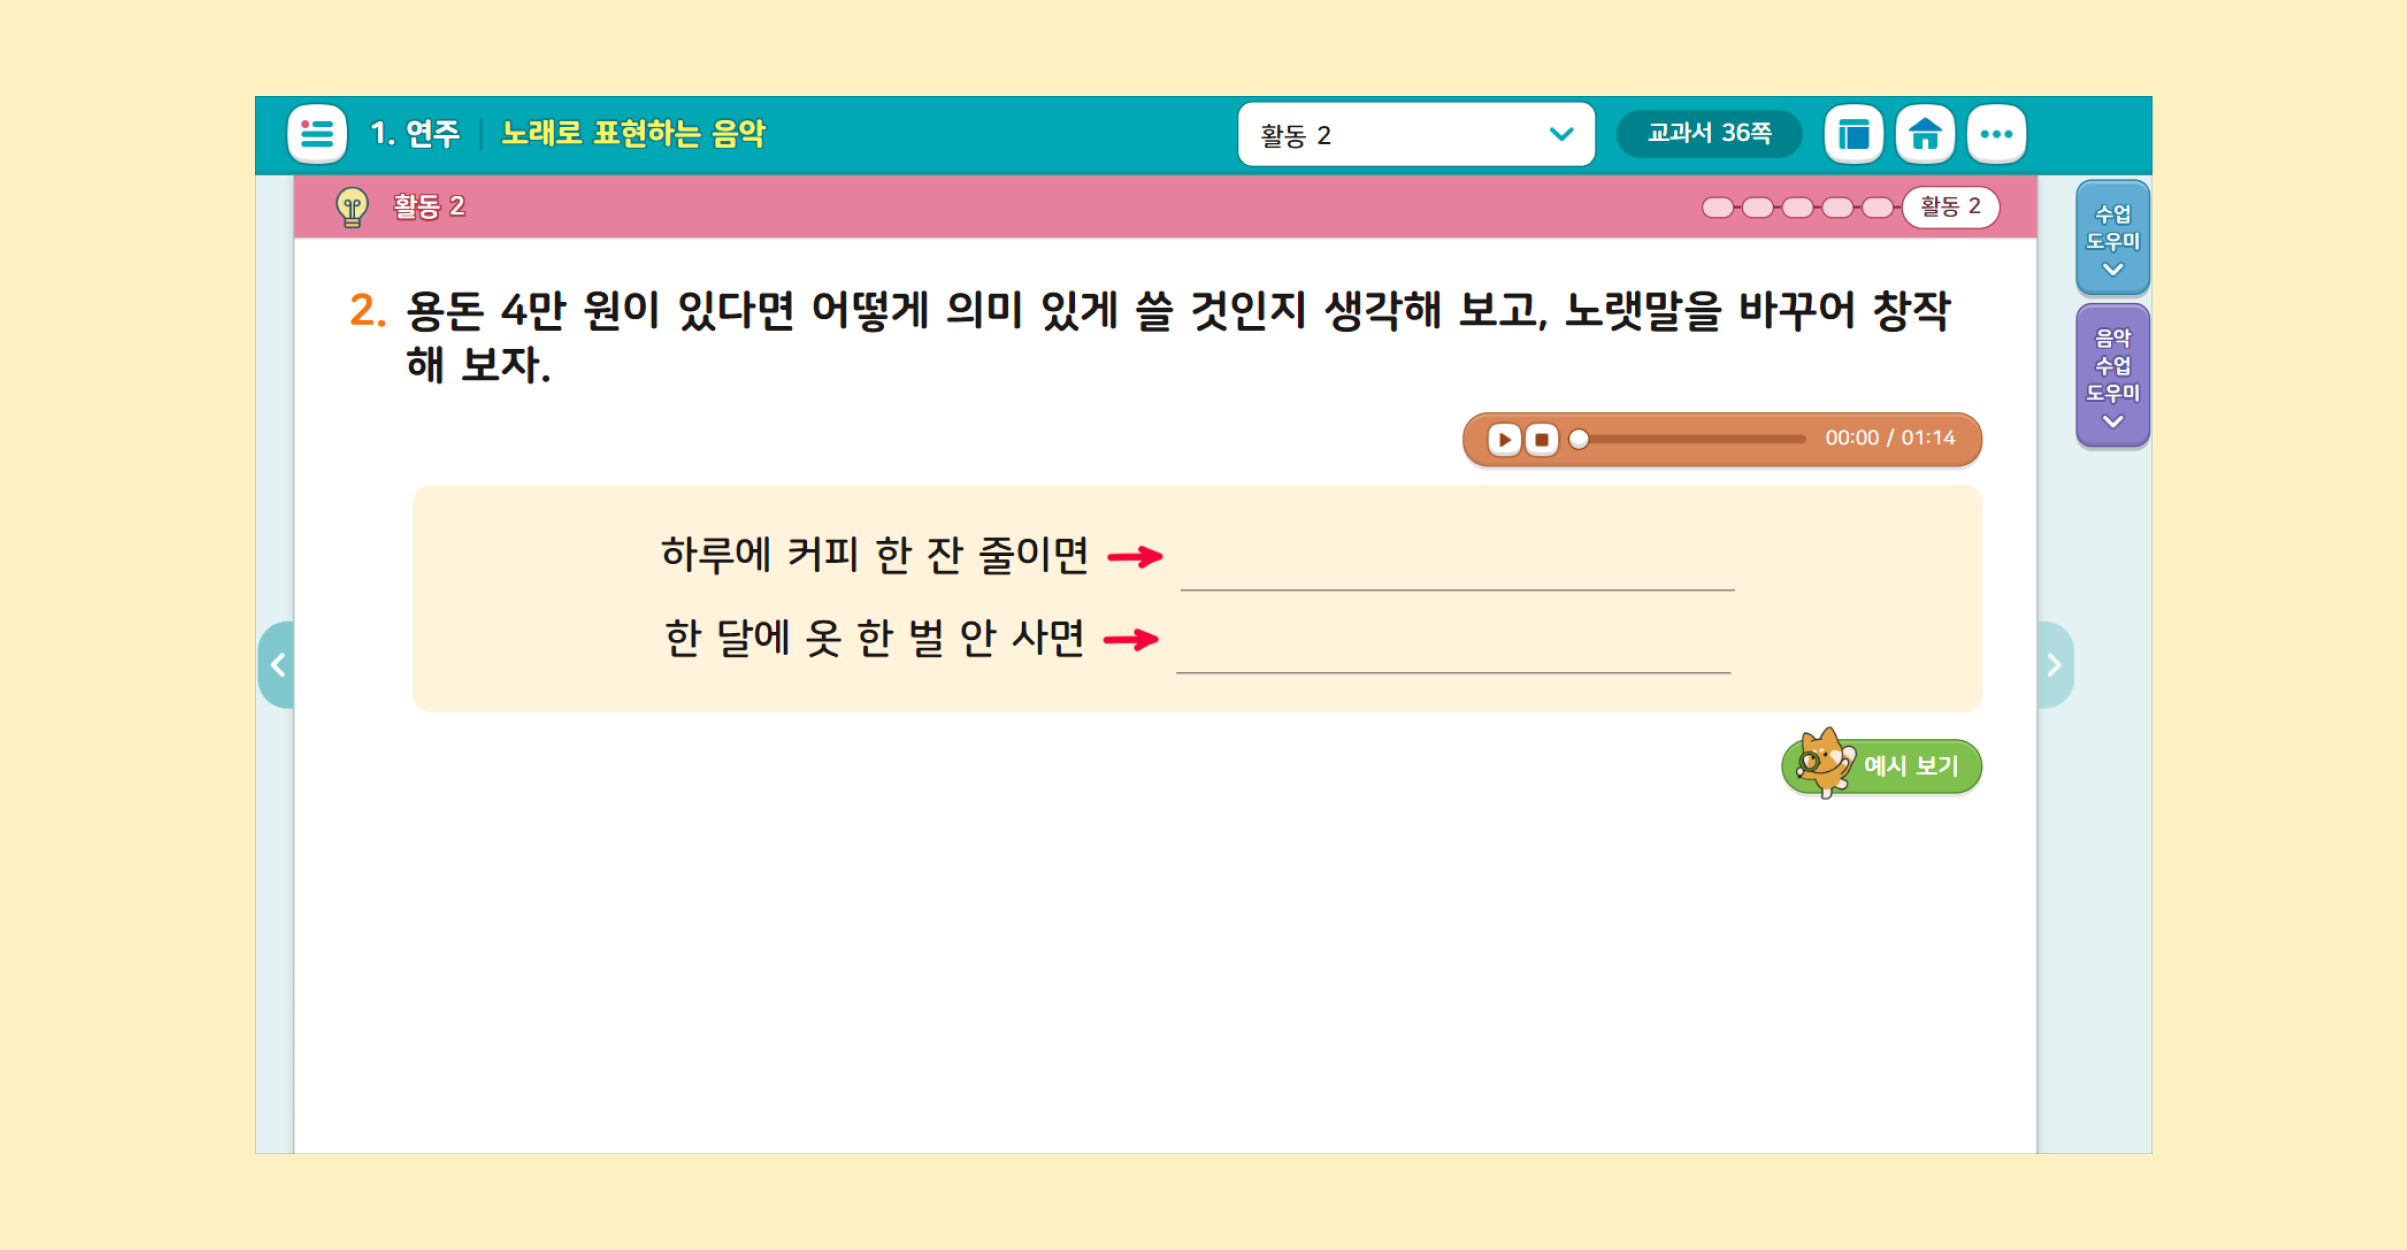 1. 연주 노래로 표현하는 음악 활동 2 교과서 36쪽
활동 2 활동 2
수업
도우미
음악
수업
도우미
2. 용돈 4만 원이 있다면 어떻게 의미 있게 쓸 것인지 생각해 보고, 노랫말을 바꾸어 창작
해 보자.
00:00 / 01:14
하루에 커피 한 잔 줄이면
한 달에 옷 한 벌 안 사면
예시 보기